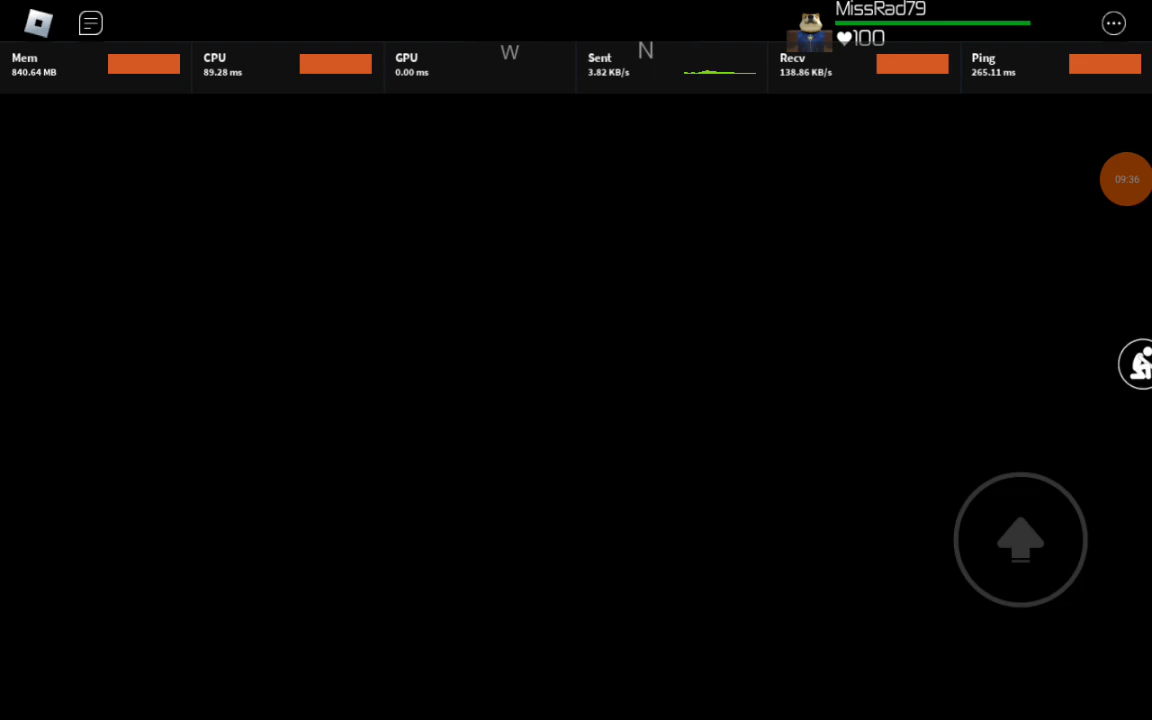 MissRad79
100
W
N
Mem
840.64 MB
CPU
89.28 ms
GPU
0.00 ms
Sent
3.82 KB/s
Recv
138.86 KB/s
Ping
265.11 ms
09:36